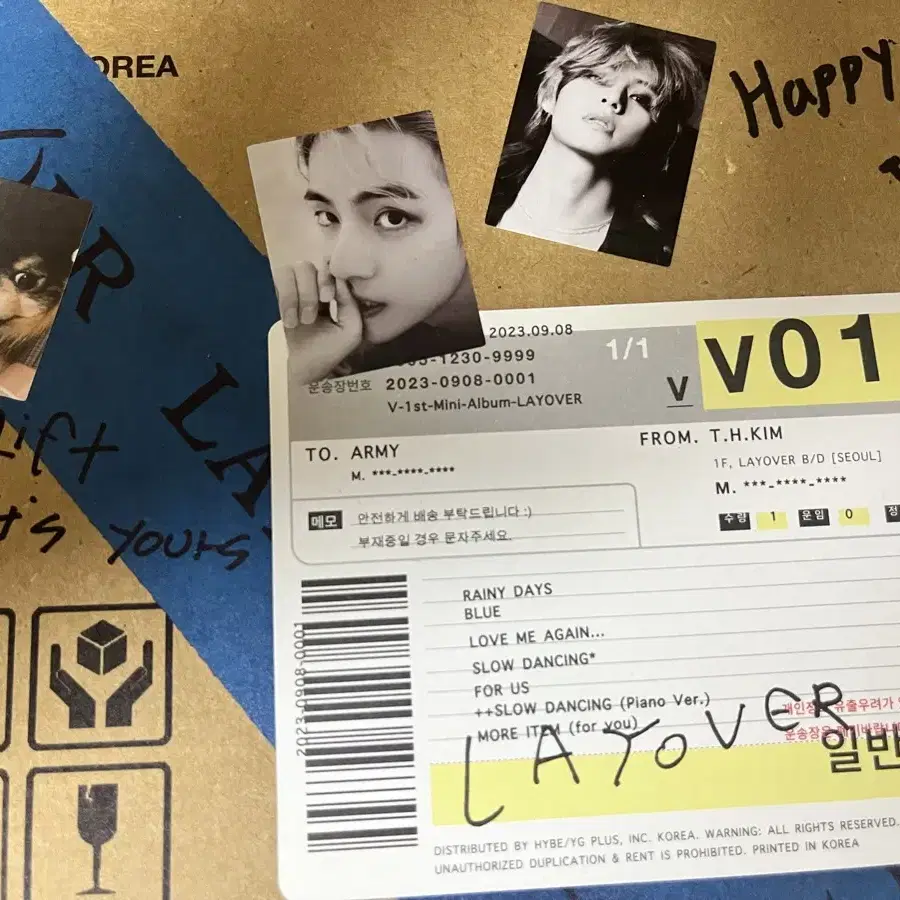 KOREA
Happy
LA
ift
t's yours
2023.09.08
-1230-9999
1/1
V V01
운송장번호 2023-0908-0001
V-1st-Mini-Album-LAYOVER
TO. ARMY
M. ***-****-****
FROM. T.H.KIM
1F, LAYOVER B/D [SEOUL]
M. ***-****-****
수량 1 운임 0 정
메모 안전하게 배송 부탁드립니다 :)
부재중일 경우 문자주세요.
2023-0908-0001
RAINY DAYS
BLUE
LOVE ME AGAIN...
SLOW DANCING*
FOR US
++SLOW DANCING (Piano Ver.)
MORE ITEM (for you)
LAYOVER
일반
DISTRIBUTED BY HYBE/YG PLUS, INC. KOREA. WARNING: ALL RIGHTS RESERVED.
UNAUTHORIZED DUPLICATION & RENT IS PROHIBITED. PRINTED IN KOREA